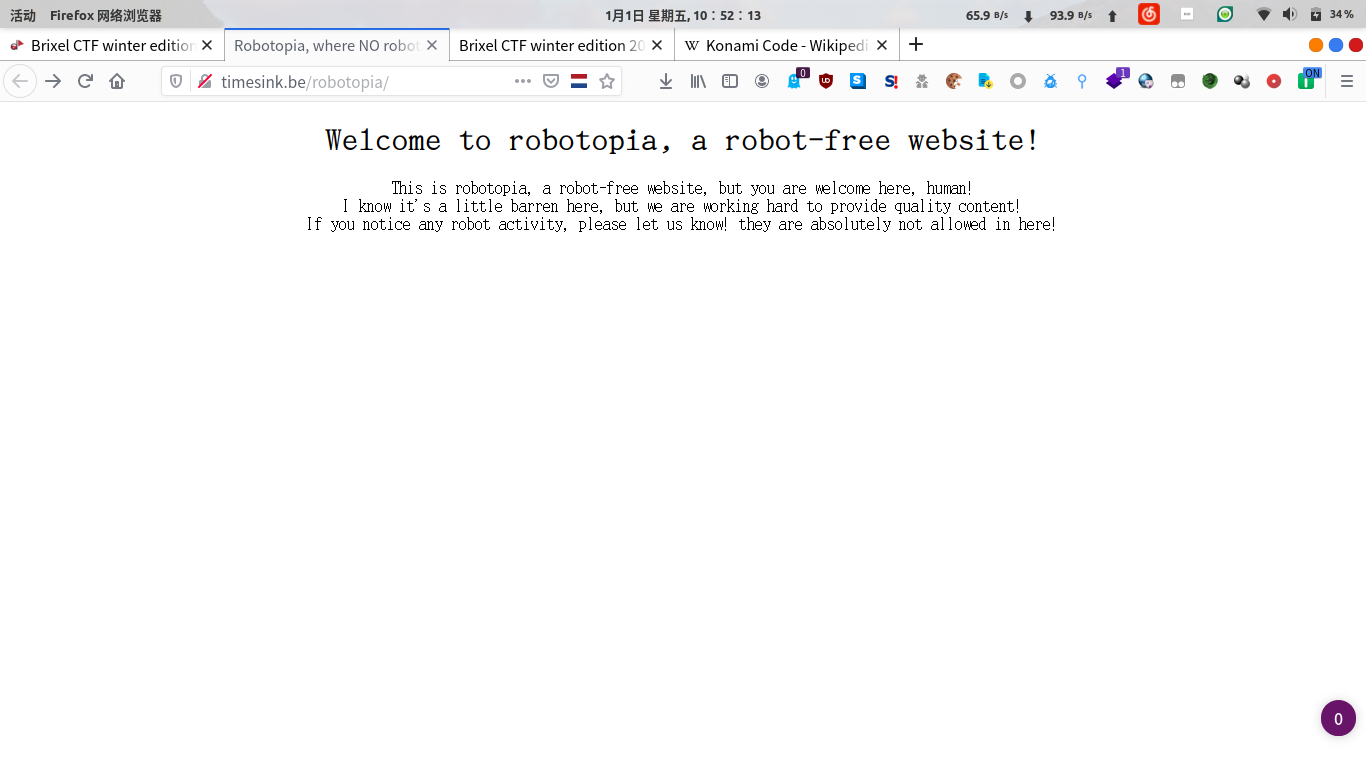 活动 Firefox 网络浏览器 1月1日 星期五, 10：52：13 65.9 B/s 93.9 B/s 34%
Brixel CTF winter edition Robotopia, where NO robot Brixel CTF winter edition 20 Konami Code - Wikipedi
timesink.be/robotopia/ 0 1 ON
Welcome to robotopia, a robot-free website!
This is robotopia, a robot-free website, but you are welcome here, human!
I know it's a little barren here, but we are working hard to provide quality content!
If you notice any robot activity, please let us know! they are absolutely not allowed in here!
0